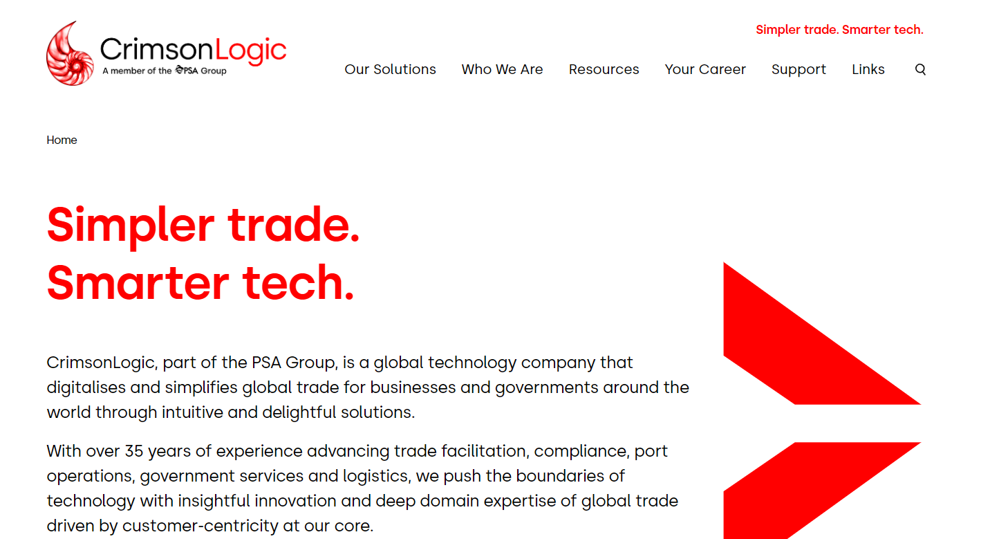 Simpler trade. Smarter tech.
CrimsonLogic
A member of the PSA Group
Our Solutions Who We Are Resources Your Career Support Links
Home
Simpler trade.
Smarter tech.
CrimsonLogic, part of the PSA Group, is a global technology company that
digitalises and simplifies global trade for businesses and governments around the
world through intuitive and delightful solutions.
With over 35 years of experience advancing trade facilitation, compliance, port
operations, government services and logistics, we push the boundaries of
technology with insightful innovation and deep domain expertise of global trade
driven by customer-centricity at our core.